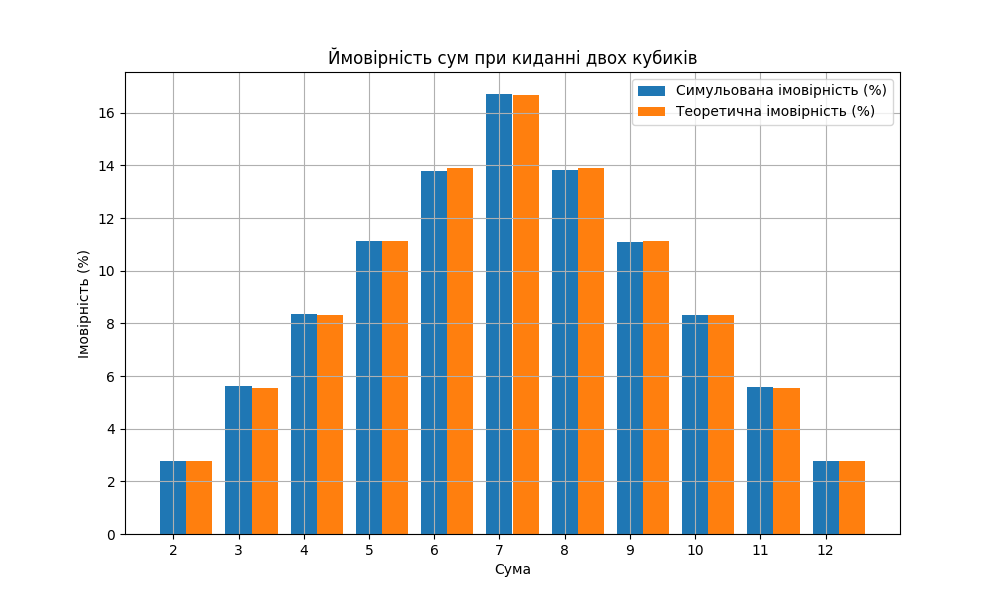 Ймовірність сум при киданні двох кубиків
Симульована імовірність (%)
Теоретична імовірність (%)
Імовірність (%)
16
14
12
10
8
6
4
2
0
2 3 4 5 6 7 8 9 10 11 12
Сума